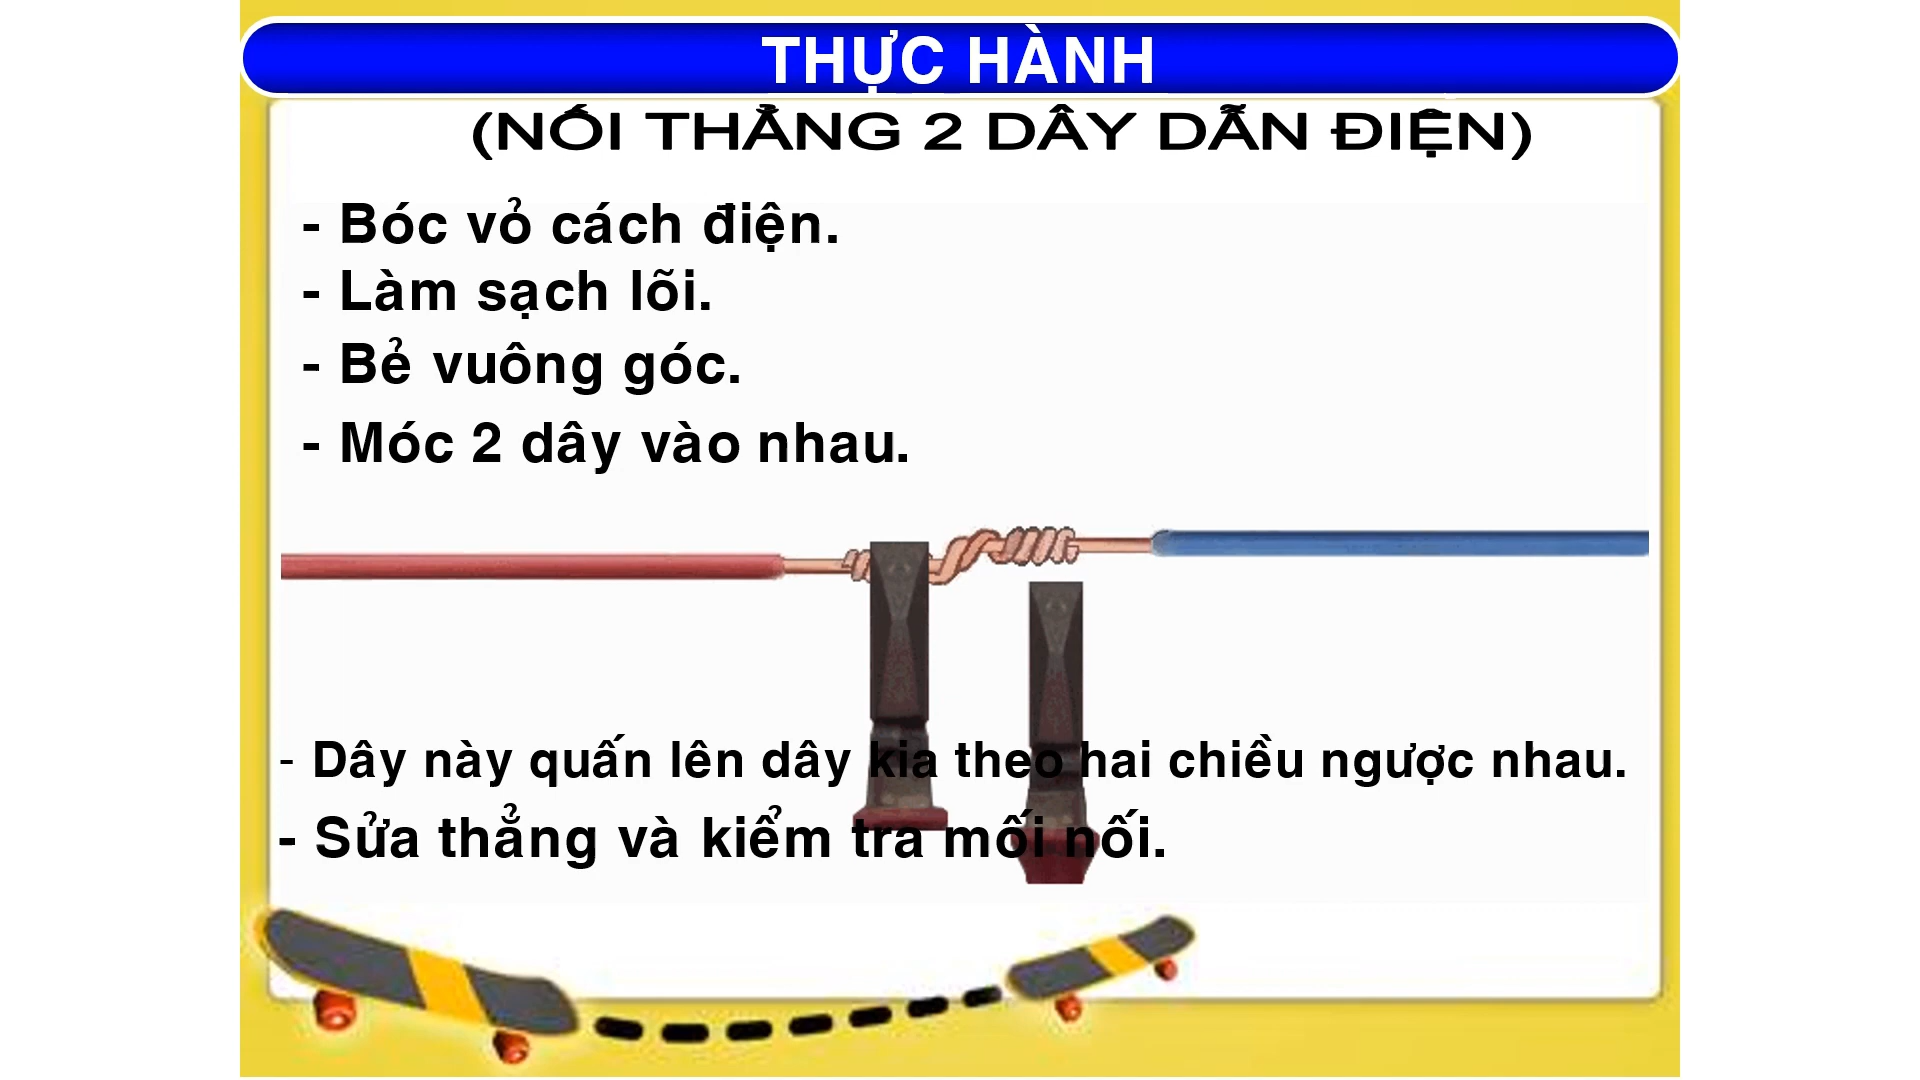 THỰC HÀNH
(NỐI THẲNG 2 DÂY DẪN ĐIỆN)
- Bóc vỏ cách điện.
- Làm sạch lõi.
- Bẻ vuông góc.
- Móc 2 dây vào nhau.
- Dây này quấn lên dây kia theo hai chiều ngược nhau.
- Sửa thẳng và kiểm tra mối nối.